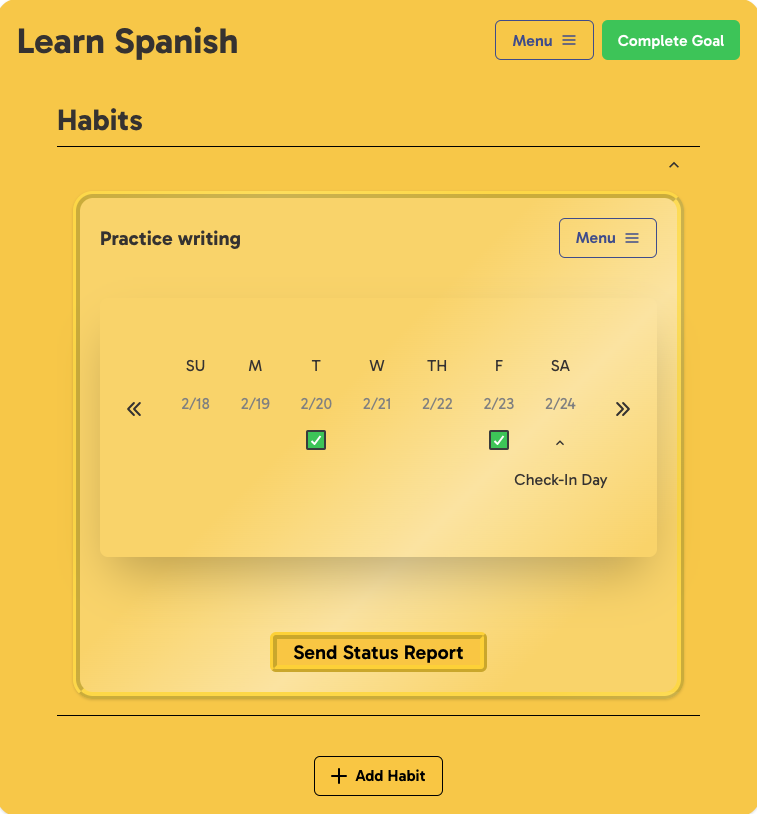 Learn Spanish
Menu
Complete Goal
Habits
Practice writing
Menu
SU M T W TH F SA
2/18 2/19 2/20 2/21 2/22 2/23 2/24
Check-In Day
Send Status Report
Add Habit